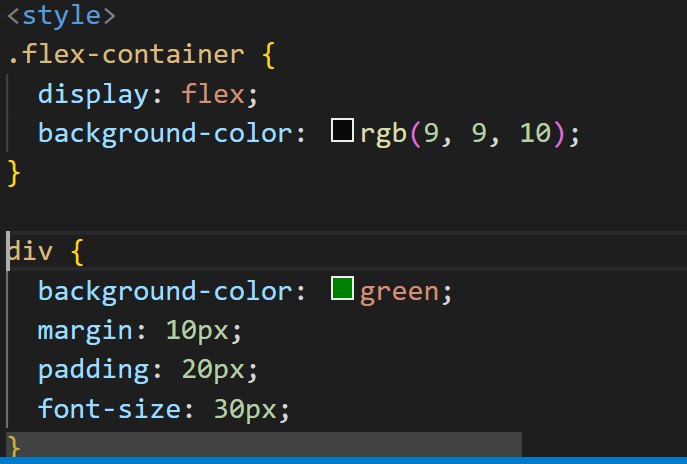 <style>
.flex-container {
  display: flex;
  background-color: rgb(9, 9, 10);
}

div {
  background-color: green;
  margin: 10px;
  padding: 20px;
  font-size: 30px;
}